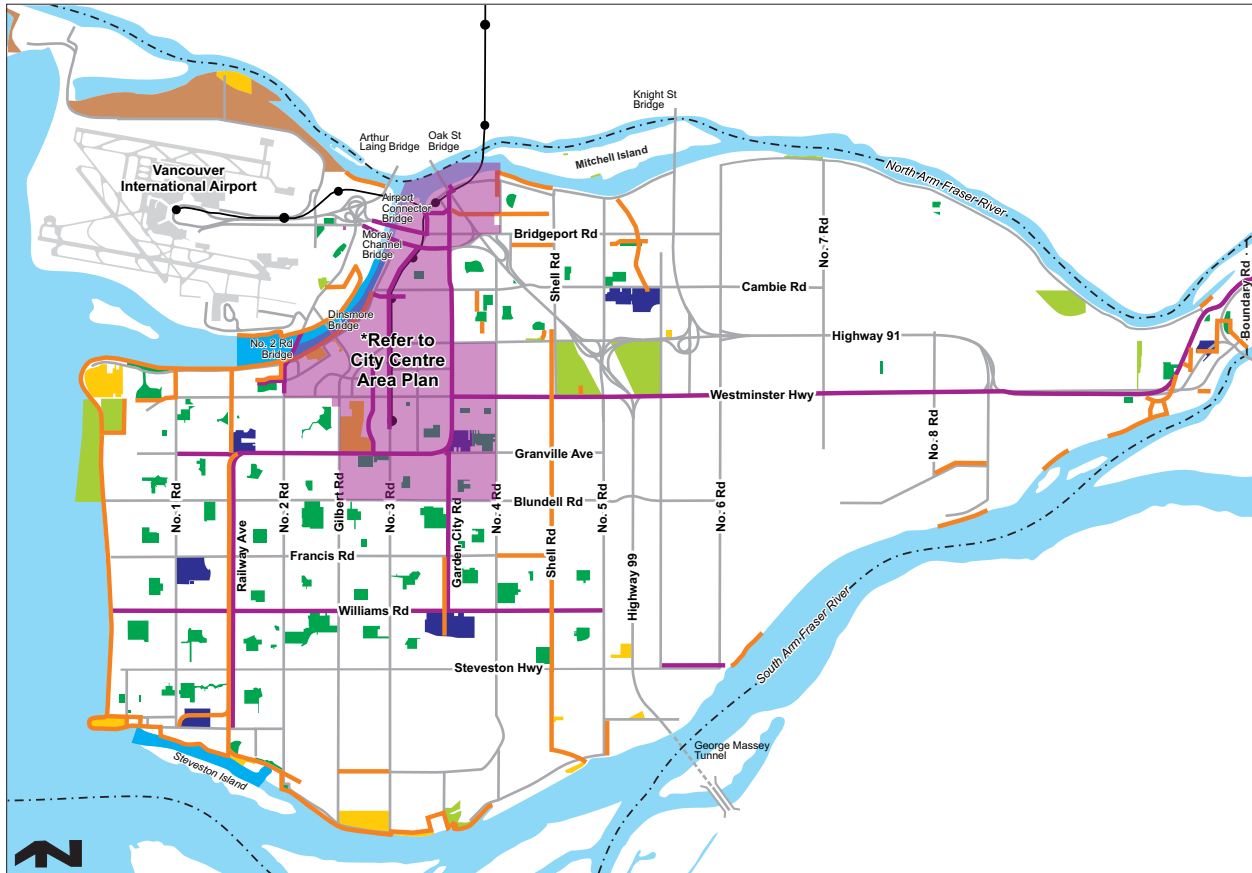 Knight St
Bridge
Arthur
Laing Bridge
Oak St
Bridge
Mitchell Island
Vancouver
International Airport
North Arm Fraser River
Airport
Connector
Bridge
Moray
Channel
Bridge
Bridgeport Rd
No. 7 Rd
Shell Rd
Boundary Rd
Cambie Rd
Dinsmore
Bridge
No. 2 Rd
Bridge
*Refer to
City Centre
Area Plan
Highway 91
Westminster Hwy
No. 8 Rd
Granville Ave
Blundell Rd
No. 1 Rd
Railway Ave
No. 2 Rd
Gilbert Rd
No. 3 Rd
Garden City Rd
No. 4 Rd
Shell Rd
No. 5 Rd
Highway 99
No. 6 Rd
Francis Rd
Williams Rd
Steveston Hwy
South Arm Fraser River
George Massey
Tunnel
Steveston Island
N